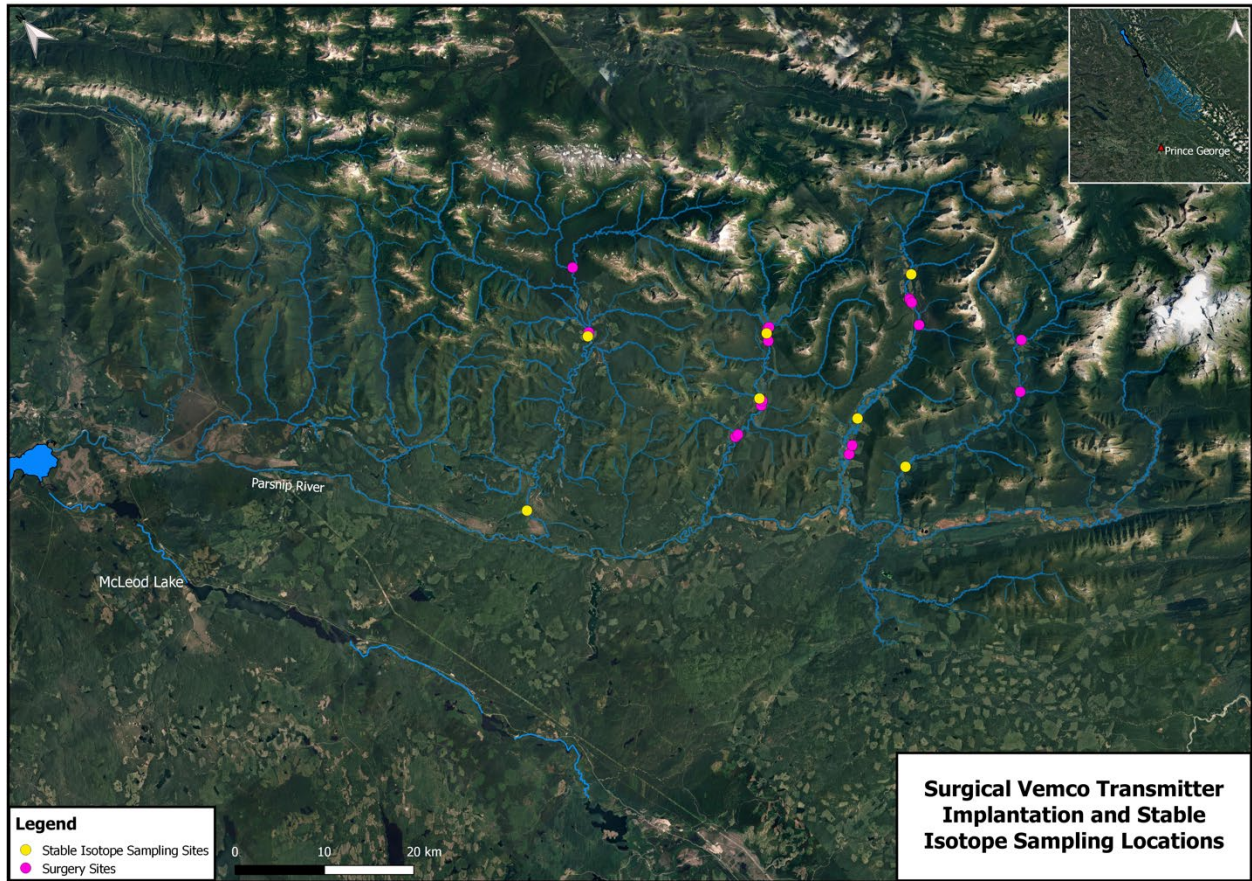 Prince George
Parsnip River
McLeod Lake
Surgical Vemco Transmitter
Implantation and Stable
Isotope Sampling Locations
Legend
Stable Isotope Sampling Sites
Surgery Sites
0 10 20 km